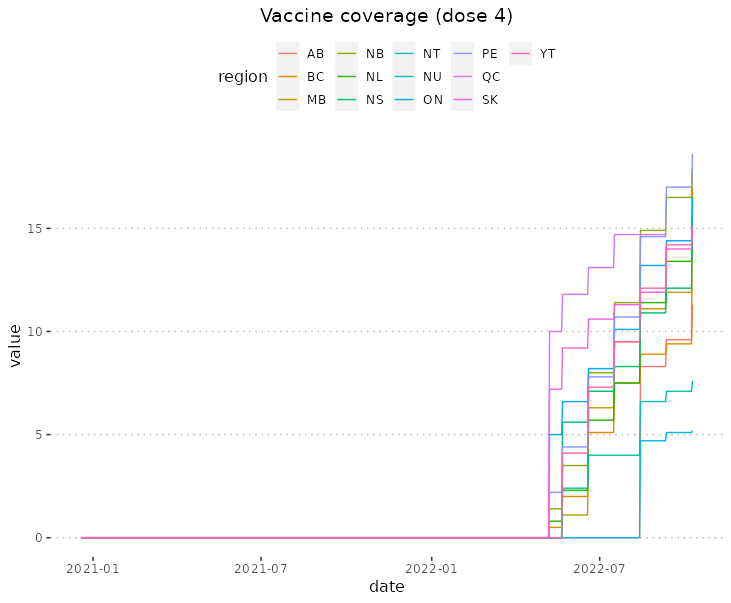 Vaccine coverage (dose 4)
region
AB NB NT PE YT
BC NL NU QC
MB NS ON SK
15
10
5
0
value
2021-01 2021-07 2022-01 2022-07
date